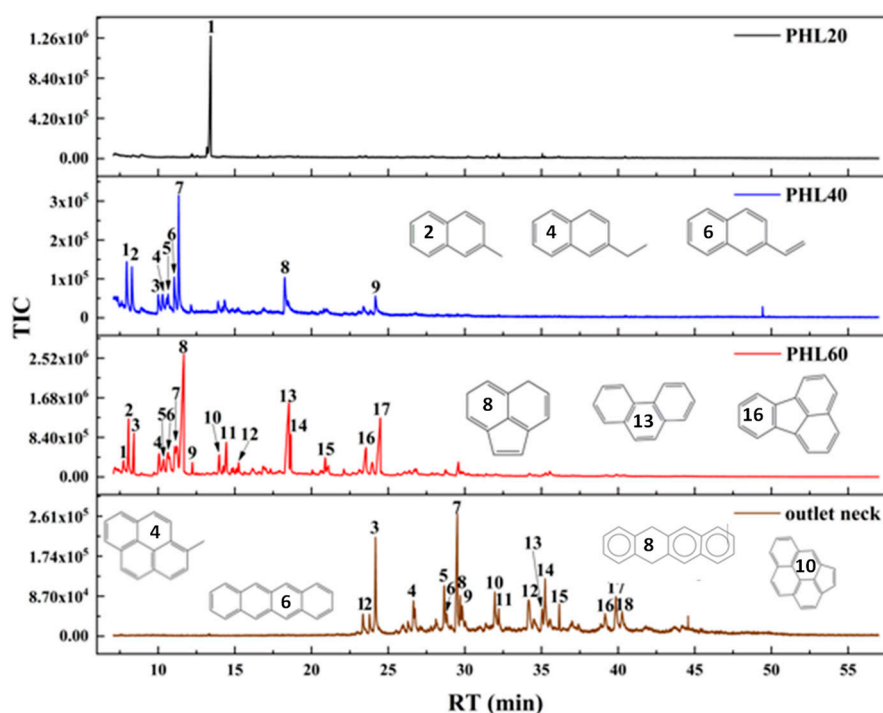 PHL20
1
1.26x10⁶
8.40x10⁵
4.20x10⁵
0.00
PHL40
7
3x10⁵
2x10⁵
1x10⁵
0
1 2 3 4 5 6 8 9
2 4 6
PHL60
8
2.52x10⁶
1.68x10⁶
8.40x10⁵
0.00
1 2 3 4 5 6 7 9 10 11 12 13 14 15 16 17
8 13 16
outlet neck
7
2.61x10⁵
1.74x10⁵
8.70x10⁴
0.00
1 2 3 4 5 6 8 9 10 11 12 13 14 15 16 17 18
4 6 8 10
TIC
10 15 20 25 30 35 40 45 50 55
RT (min)